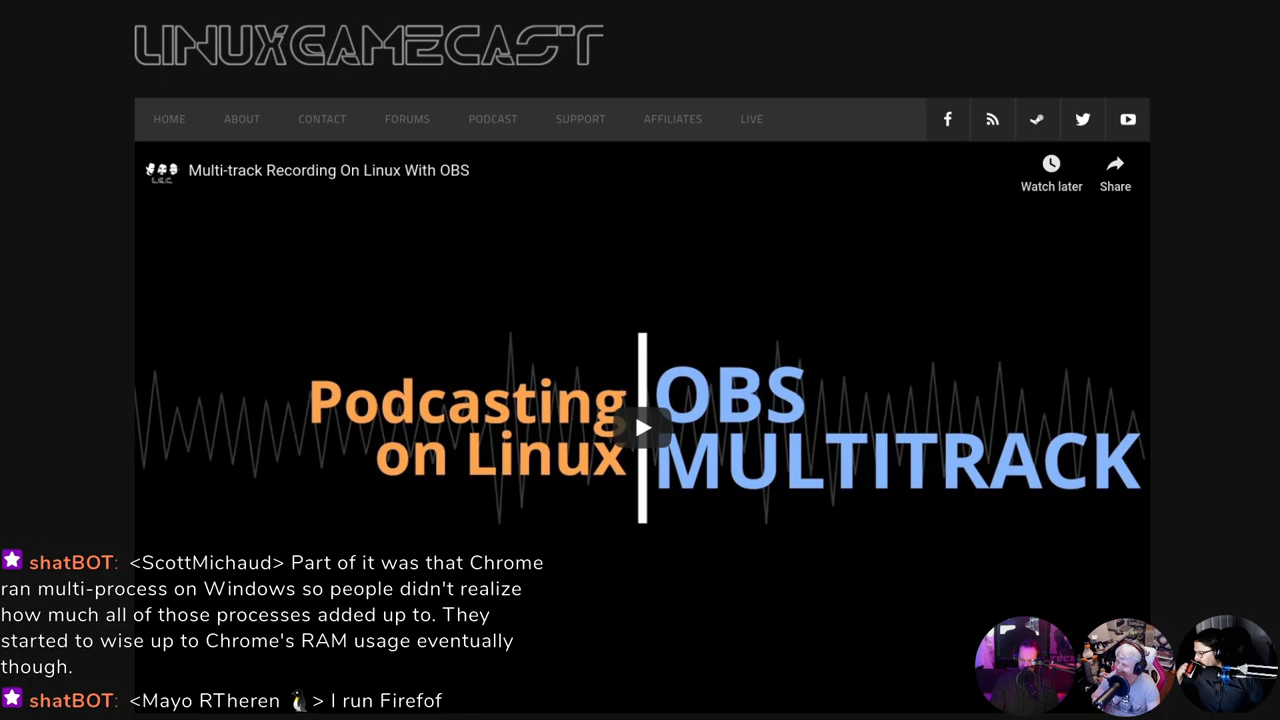 LINUXGAMECAST
HOME ABOUT CONTACT FORUMS PODCAST SUPPORT AFFILIATES LIVE
L.G.C.
Multi-track Recording On Linux With OBS
Watch later Share
Podcasting
on Linux
OBS
MULTITRACK
shatBOT: <ScottMichaud> Part of it was that Chrome
ran multi-process on Windows so people didn't realize
how much all of those processes added up to. They
started to wise up to Chrome's RAM usage eventually
though.
shatBOT: <Mayo RTheren 🐧 > I run Firefof